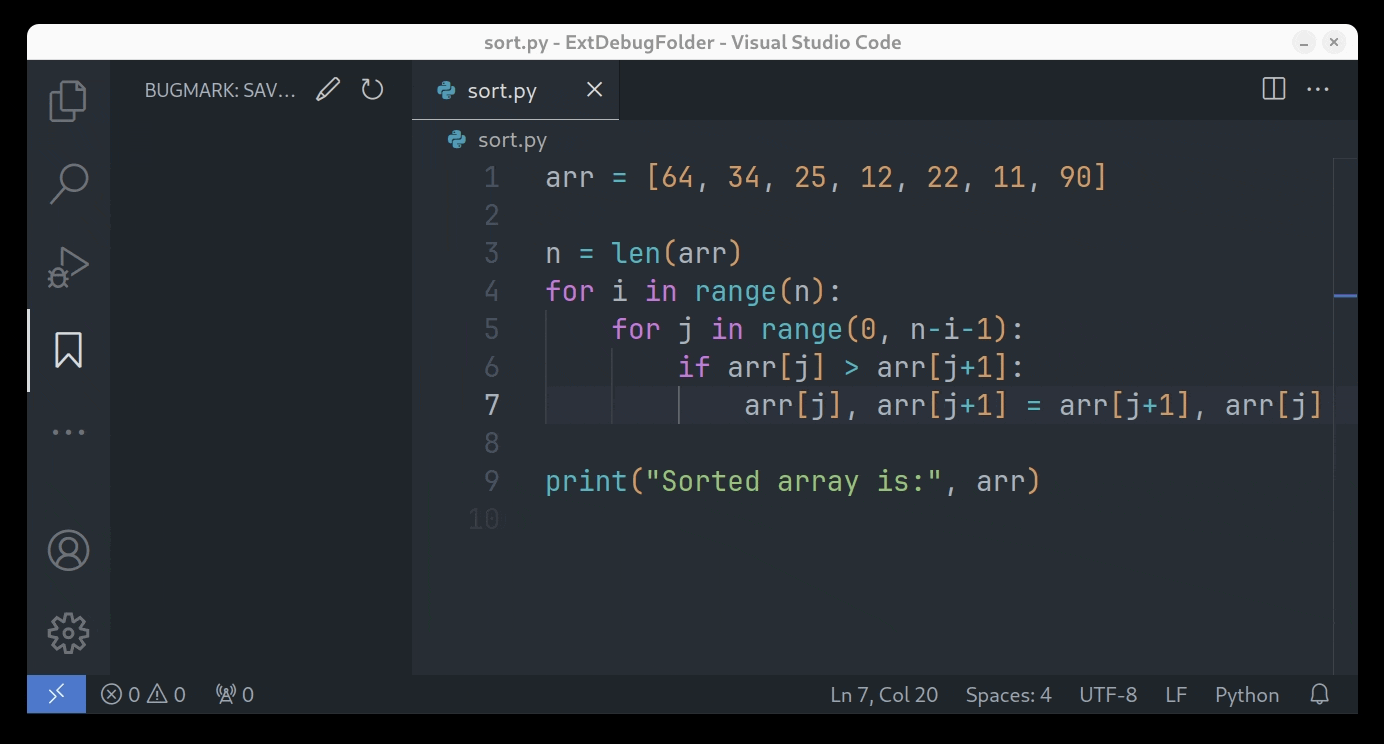 sort.py - ExtDebugFolder - Visual Studio Code
BUGMARK: SAV...
sort.py
sort.py
1 arr = [64, 34, 25, 12, 22, 11, 90]
2
3 n = len(arr)
4 for i in range(n):
5     for j in range(0, n-i-1):
6         if arr[j] > arr[j+1]:
7             arr[j], arr[j+1] = arr[j+1], arr[j]
8
9 print("Sorted array is:", arr)
10
0 0 0 Ln 7, Col 20 Spaces: 4 UTF-8 LF Python